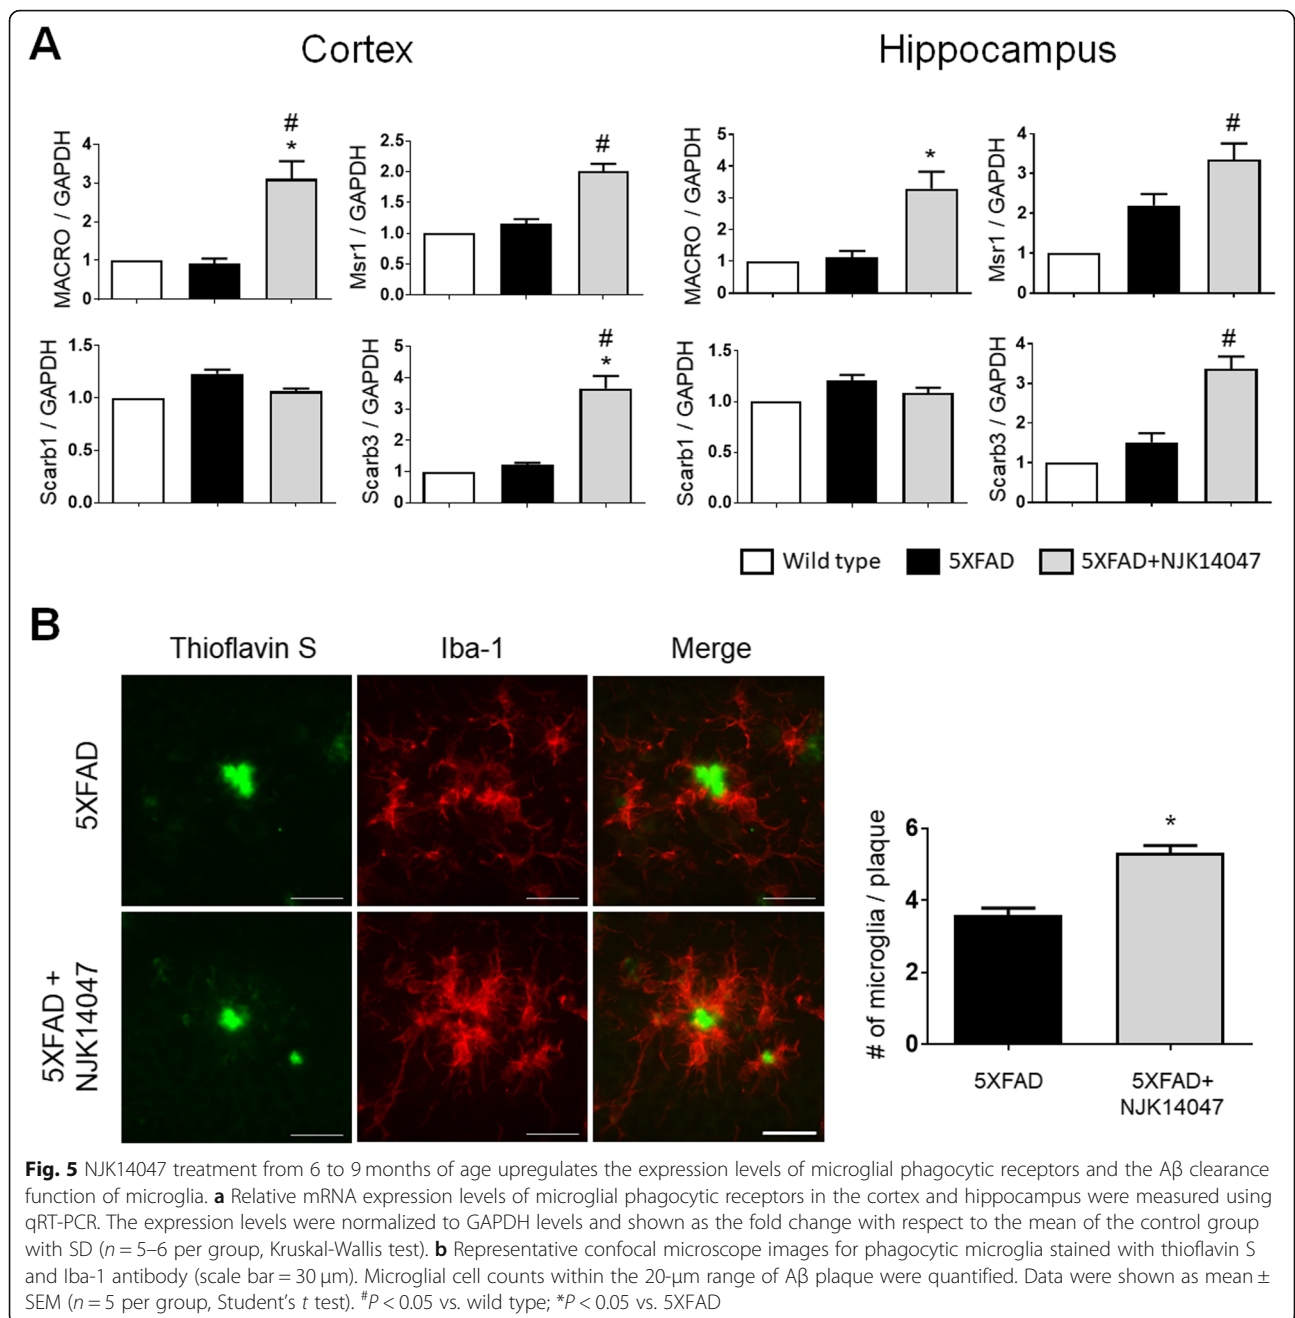 A
Cortex
Hippocampus
MACRO / GAPDH
4
3
2
1
0
#
*
Msr1 / GAPDH
2.5
2.0
1.5
1.0
0.5
0.0
#
MACRO / GAPDH
5
4
3
2
1
0
*
Msr1 / GAPDH
4
3
2
1
0
#
Scarb1 / GAPDH
1.5
1.0
0.5
0.0
Scarb3 / GAPDH
5
4
3
2
1
0
#
*
Scarb1 / GAPDH
1.5
1.0
0.5
0.0
Scarb3 / GAPDH
4
3
2
1
0
#
Wild type 5XFAD 5XFAD+NJK14047
B
Thioflavin S Iba-1 Merge
5XFAD
5XFAD +
NJK14047
# of microglia / plaque
6
4
2
0
*
5XFAD
5XFAD+
NJK14047
Fig. 5 NJK14047 treatment from 6 to 9 months of age upregulates the expression levels of microglial phagocytic receptors and the Aβ clearance
function of microglia. a Relative mRNA expression levels of microglial phagocytic receptors in the cortex and hippocampus were measured using
qRT-PCR. The expression levels were normalized to GAPDH levels and shown as the fold change with respect to the mean of the control group
with SD (n = 5–6 per group, Kruskal-Wallis test). b Representative confocal microscope images for phagocytic microglia stained with thioflavin S
and Iba-1 antibody (scale bar = 30 μm). Microglial cell counts within the 20-μm range of Aβ plaque were quantified. Data were shown as mean ±
SEM (n = 5 per group, Student's t test). #P < 0.05 vs. wild type; *P < 0.05 vs. 5XFAD